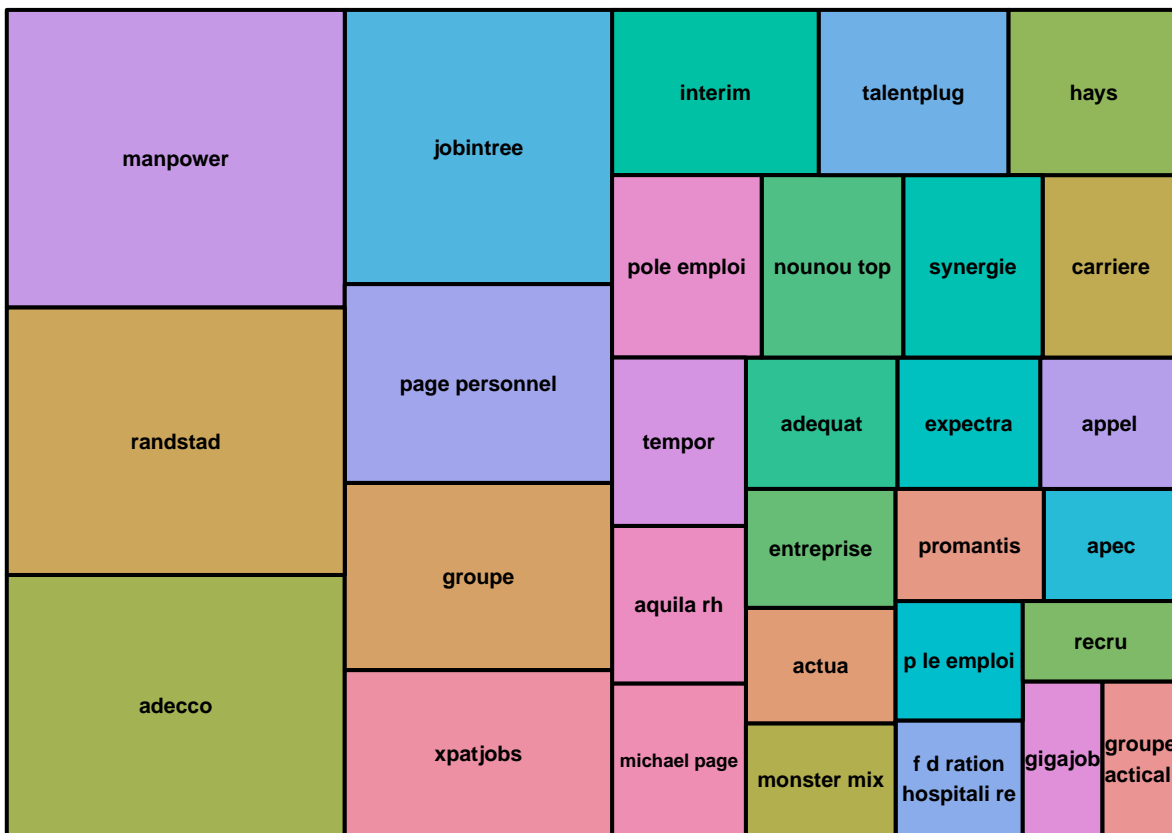 manpower
randstad
adecco
jobintree
page personnel
groupe
xpatjobs
interim
talentplug
hays
pole emploi
nounou top
synergie
carriere
tempor
aquila rh
michael page
adequat
expectra
appel
entreprise
promantis
apec
actua
monster mix
p le emploi
f d ration
hospitali re
recru
gigajob
groupe
actical